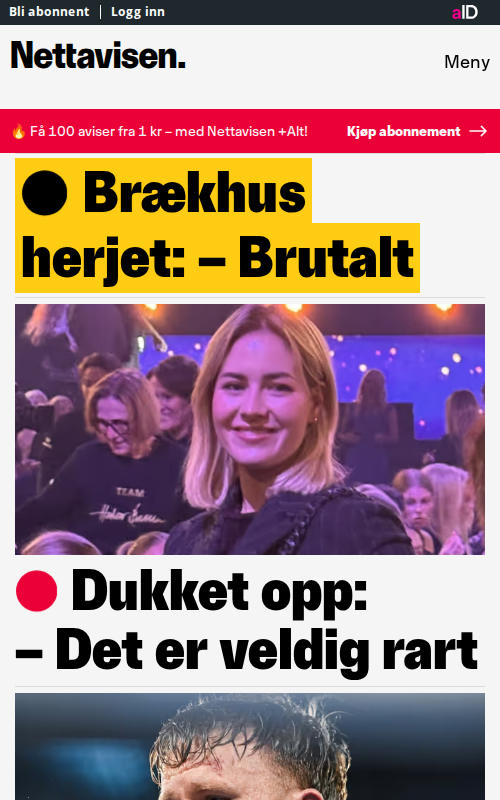 Bli abonnent | Logg inn
aID
Nettavisen.
Meny
🔥 Få 100 aviser fra 1 kr – med Nettavisen +Alt!
Kjøp abonnement →
Brækhus
herjet: – Brutalt
TEAM
Dukket opp:
– Det er veldig rart